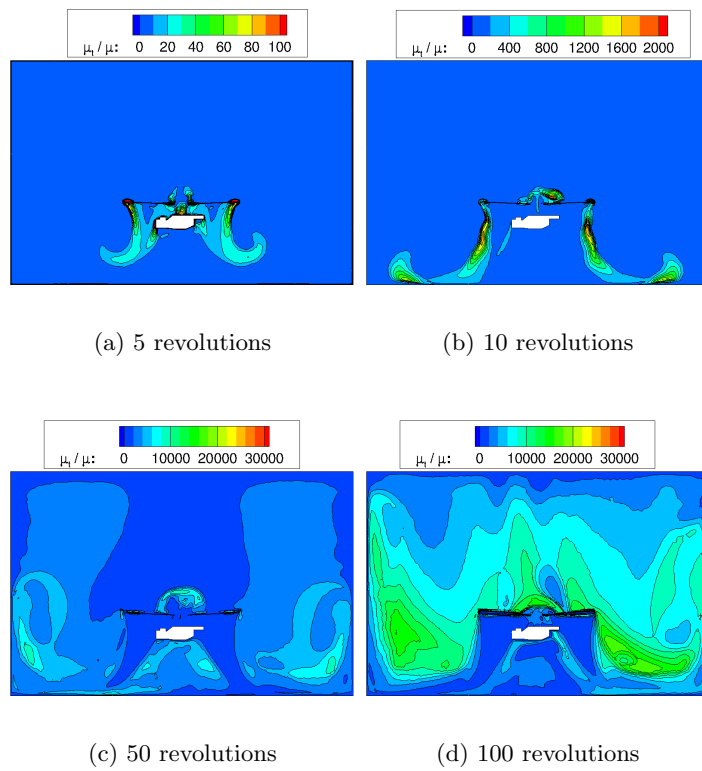 μt / μ: 0 20 40 60 80 100
μt / μ: 0 400 800 1200 1600 2000
(a) 5 revolutions
(b) 10 revolutions
μt / μ: 0 10000 20000 30000
μt / μ: 0 10000 20000 30000
(c) 50 revolutions
(d) 100 revolutions